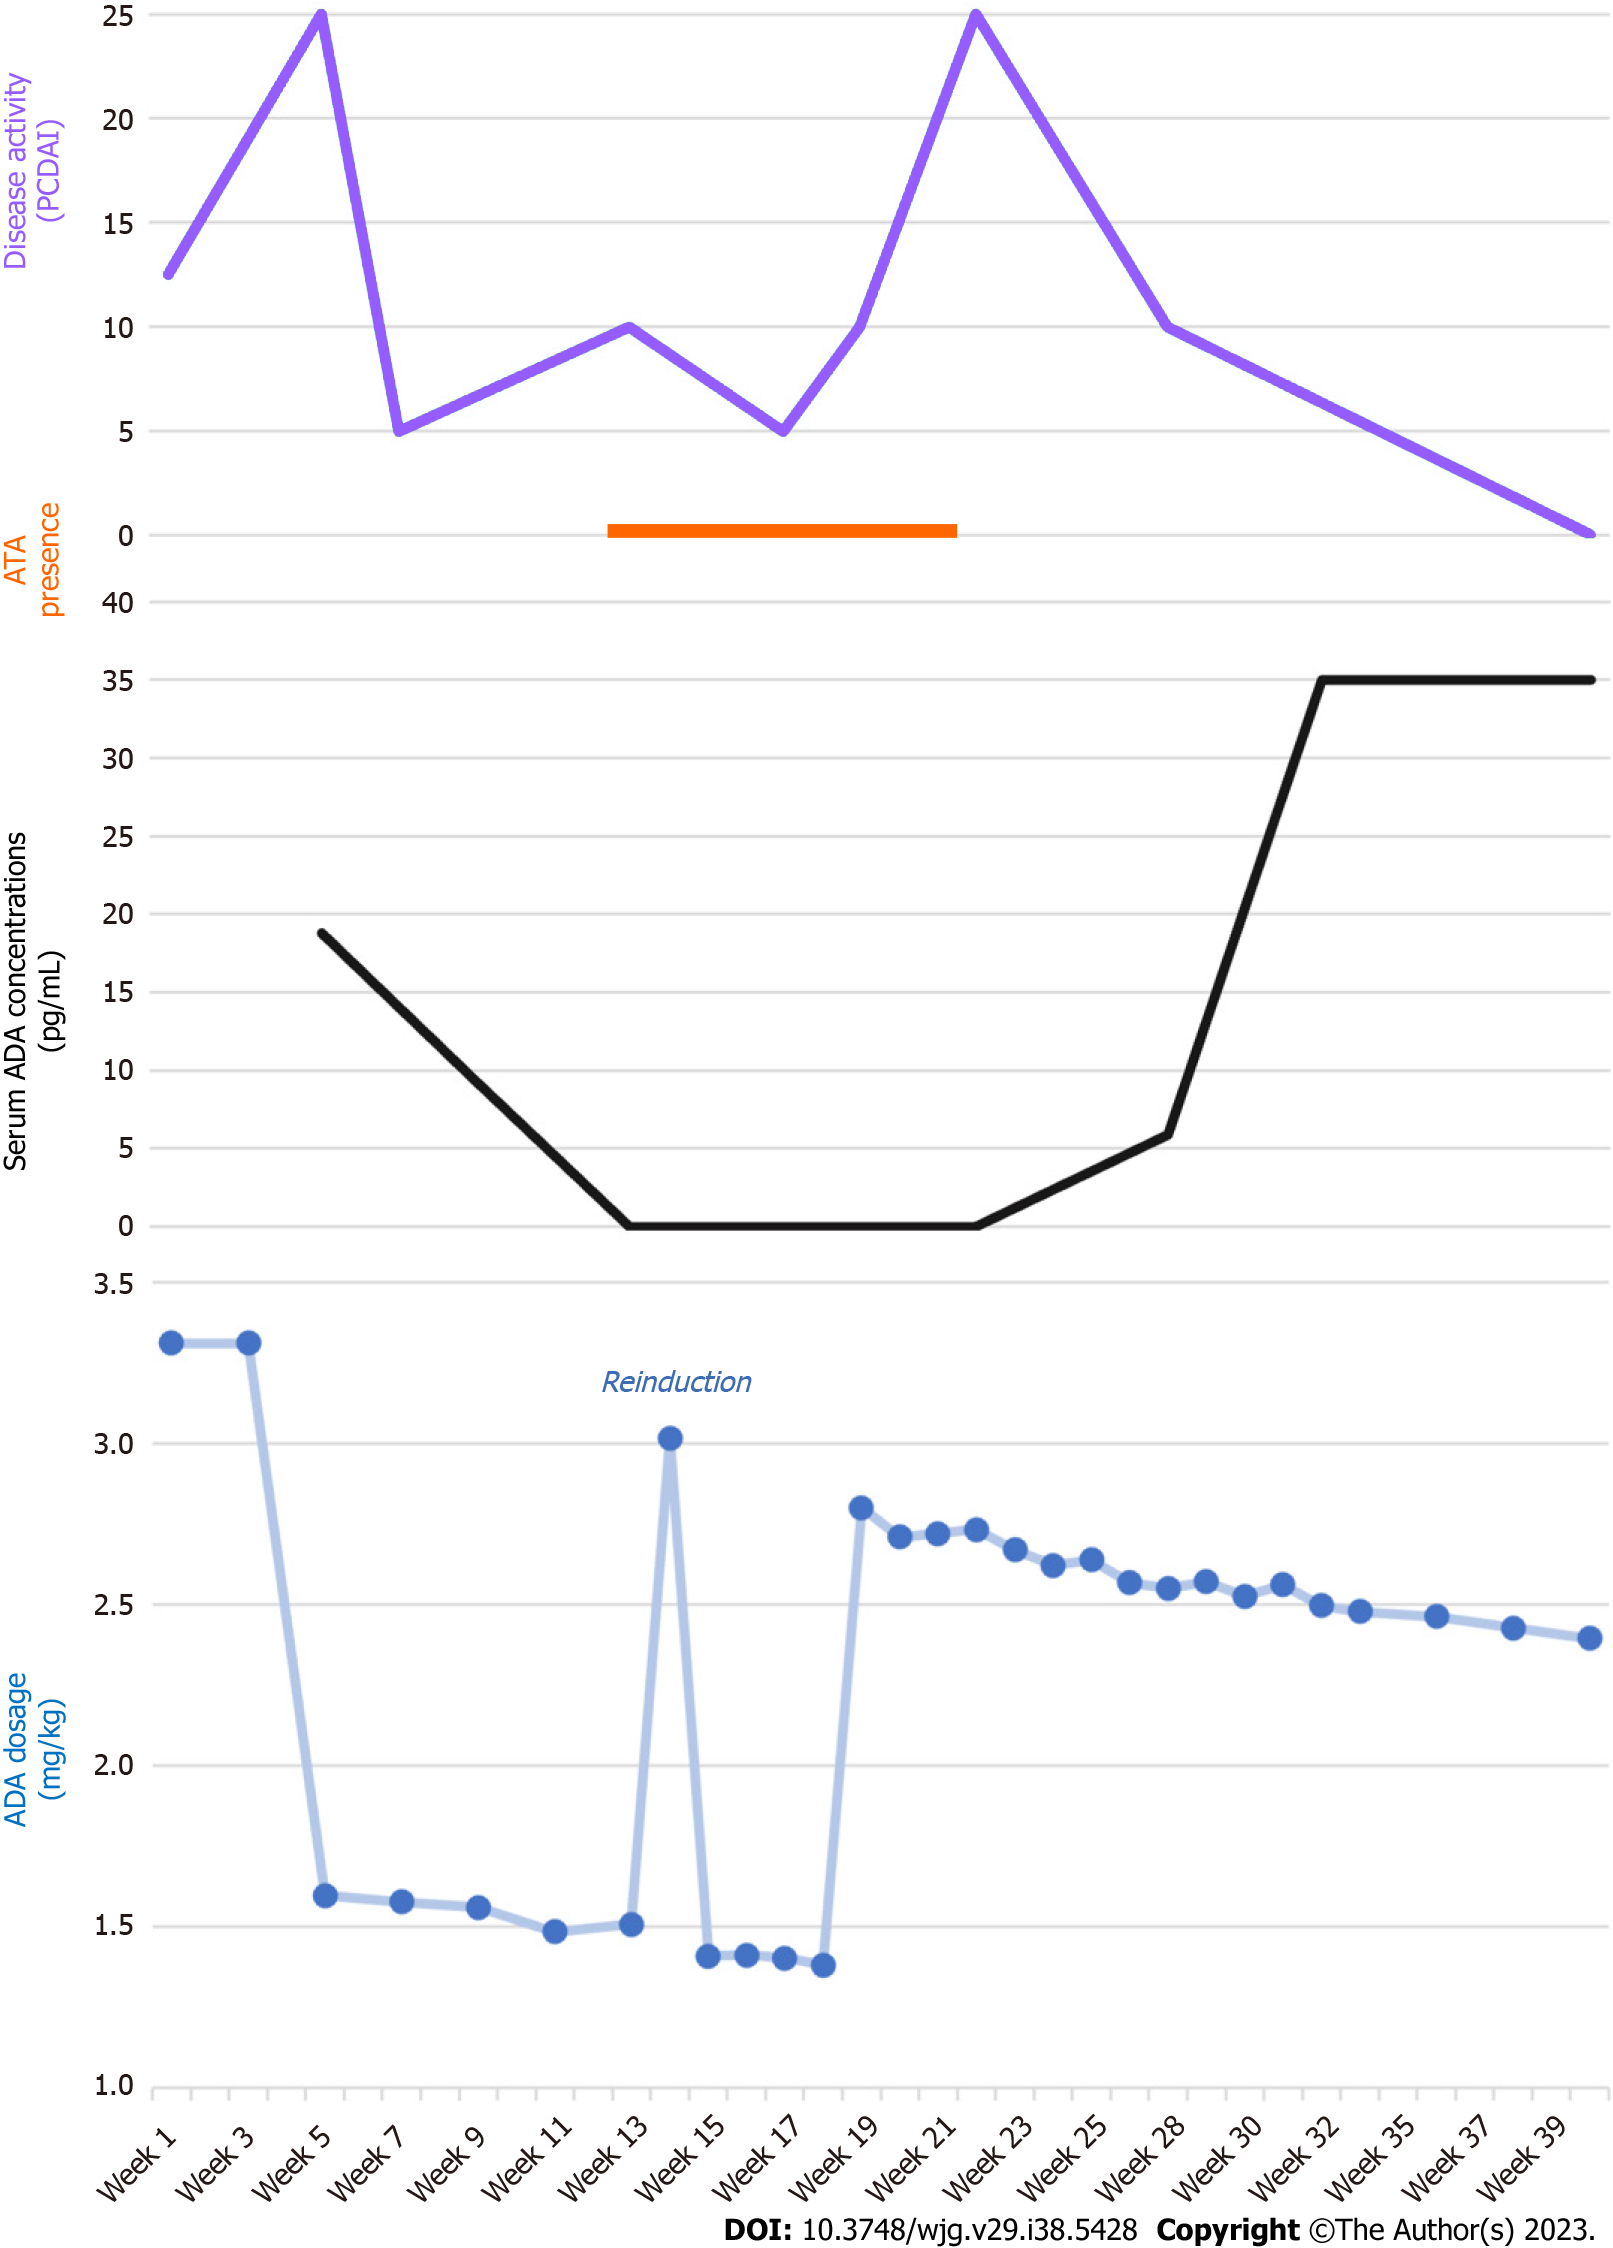 Disease activity
(PCDAI)
25
20
15
10
5
0
ATA
presence
40
35
30
25
20
15
10
5
0
Serum ADA concentrations
(pg/mL)
3.5
3.0
2.5
2.0
1.5
1.0
ADA dosage
(mg/kg)
Reinduction
Week 1
Week 3
Week 5
Week 7
Week 9
Week 11
Week 13
Week 15
Week 17
Week 19
Week 21
Week 23
Week 25
Week 28
Week 30
Week 32
Week 35
Week 37
Week 39
DOI: 10.3748/wjg.v29.i38.5428 Copyright ©The Author(s) 2023.